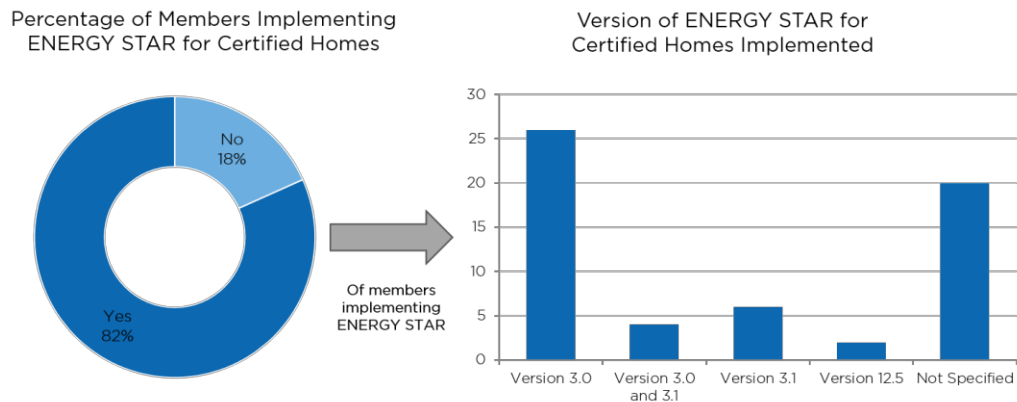 Percentage of Members Implementing
ENERGY STAR for Certified Homes
No
18%
Yes
82%
Of members
implementing
ENERGY STAR
Version of ENERGY STAR for
Certified Homes Implemented
30
25
20
15
10
5
0
Version 3.0
Version 3.0
and 3.1
Version 3.1
Version 12.5
Not Specified